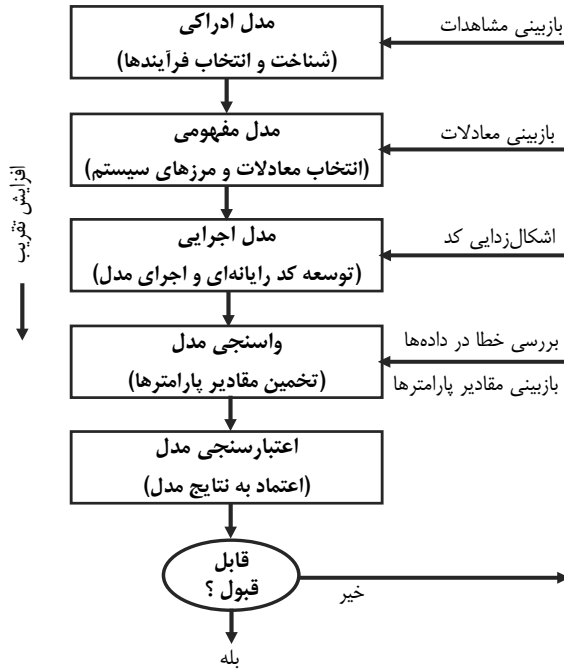 مدل ادراکی
(شناخت و انتخاب فرآیندها)
بازبینی مشاهدات
مدل مفهومی
(انتخاب معادلات و مرزهای سیستم)
بازبینی معادلات
مدل اجرایی
(توسعه کد رایانه‌ای و اجرای مدل)
اشکال‌زدایی کد
افزایش تقریب
واسنجی مدل
(تخمین مقادیر پارامترها)
بررسی خطا در داده‌ها
بازبینی مقادیر پارامترها
اعتبارسنجی مدل
(اعتماد به نتایج مدل)
قابل
قبول ؟
خیر
بله